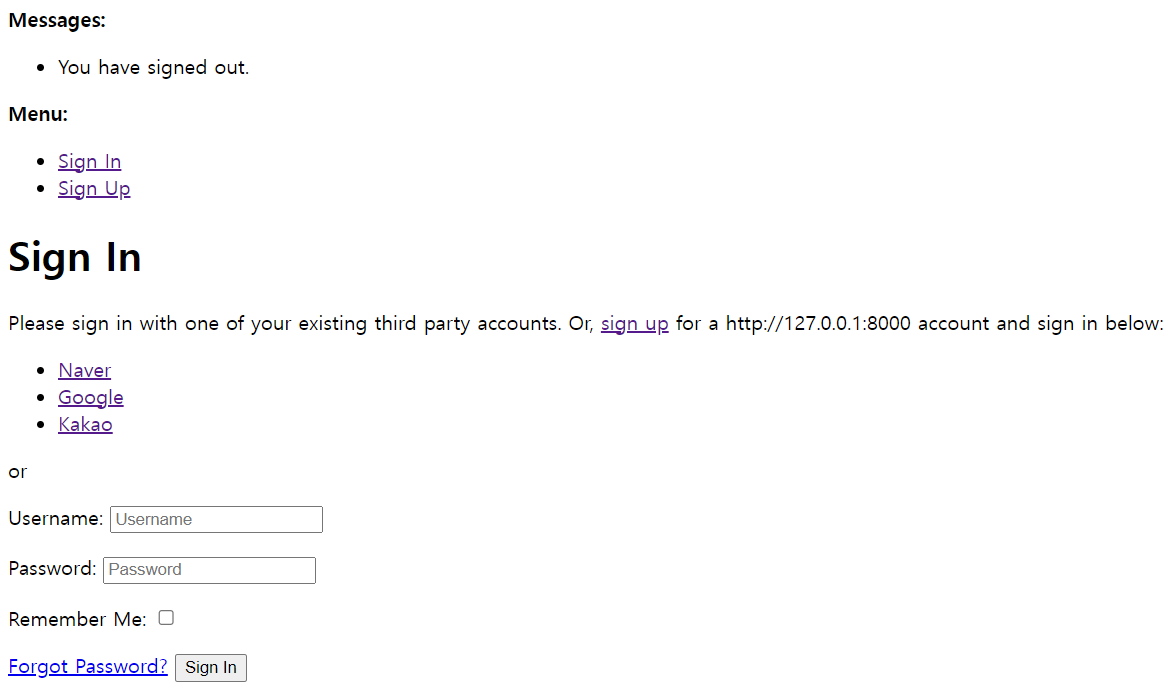 Messages:
You have signed out.
Menu:
Sign In
Sign Up
Sign In
Please sign in with one of your existing third party accounts. Or, sign up for a http://127.0.0.1:8000 account and sign in below:
Naver
Google
Kakao
or
Username: Username
Password: Password
Remember Me:
Forgot Password? Sign In